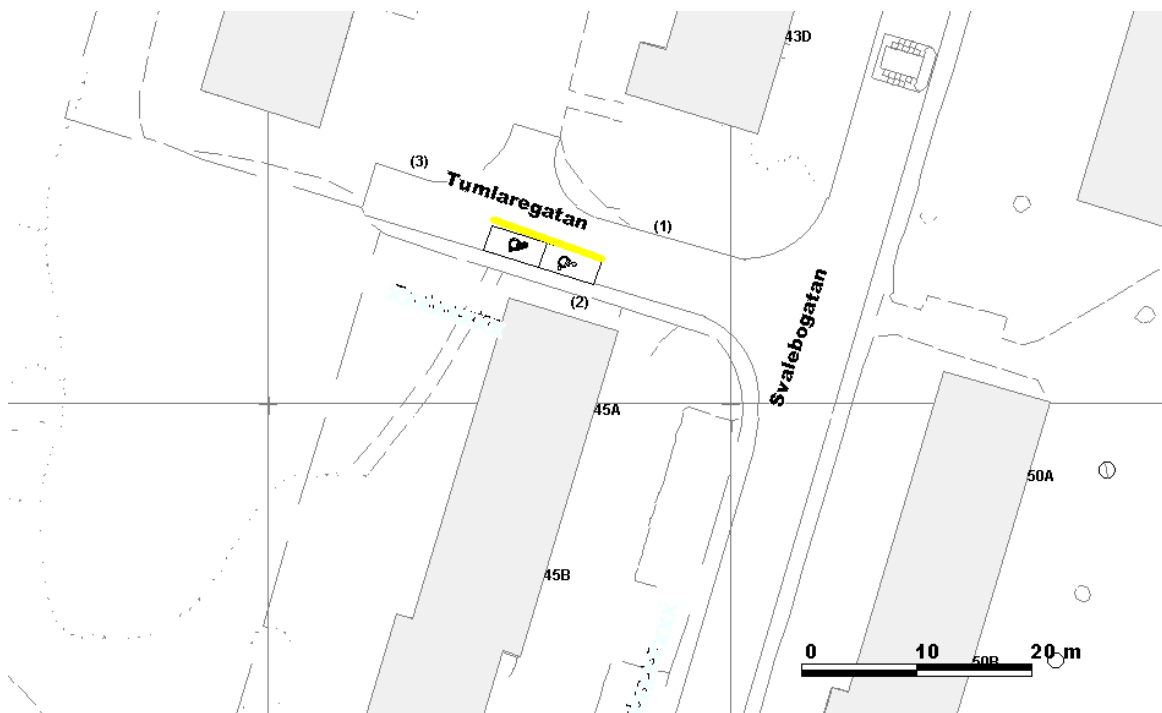 43D
(3)
Tumlaregatan
(1)
(2)
Svalebogatan
45A
50A
45B
0 10 20 m
50B